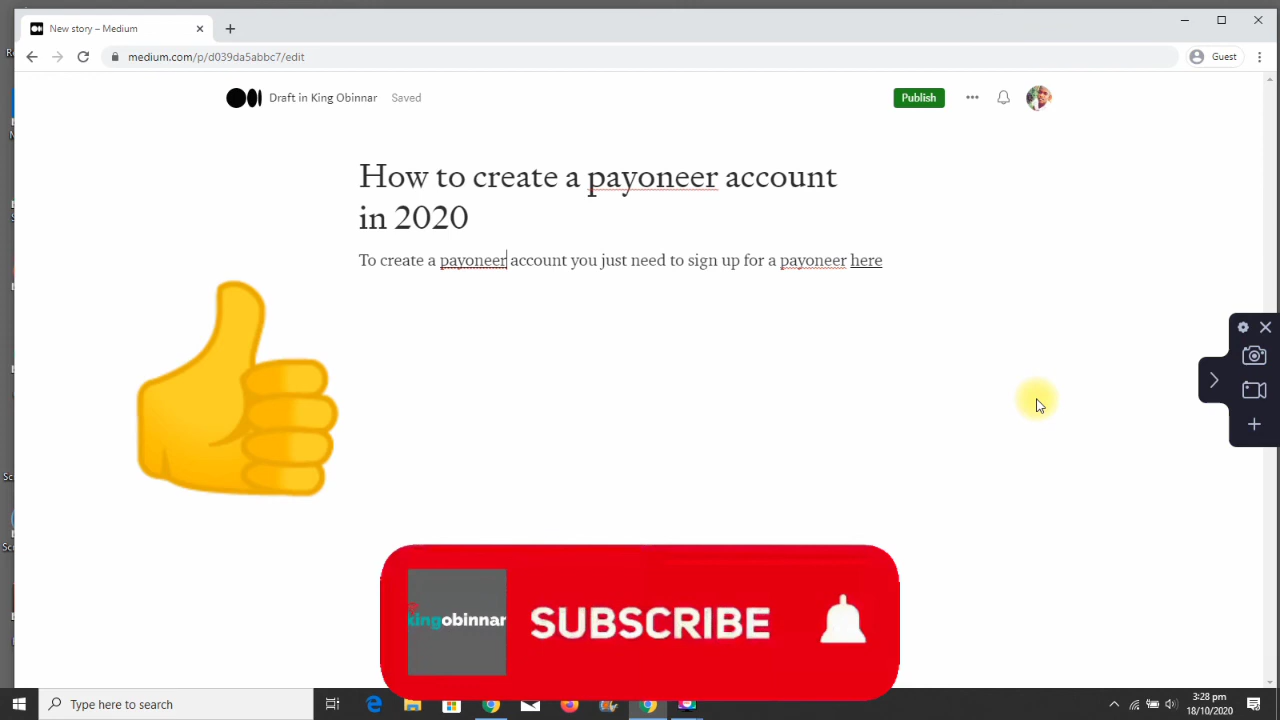 New story – Medium
medium.com/p/d039da5abbc7/edit
Guest
Draft in King Obinnar
Saved
Publish
How to create a payoneer account
in 2020
To create a payoneer account you just need to sign up for a payoneer here
kingobinnar
SUBSCRIBE
Type here to search
3:28 pm
18/10/2020